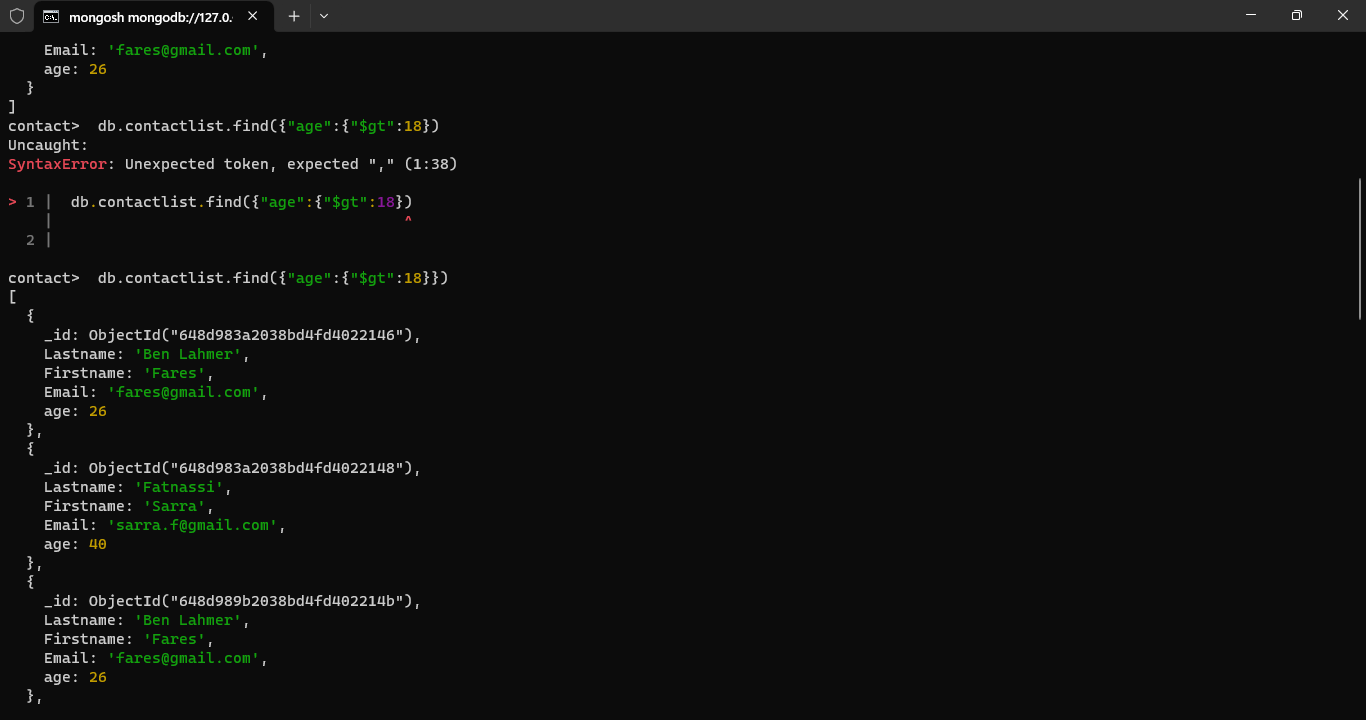 mongosh mongodb://127.0.
Email: 'fares@gmail.com',
age: 26
}
]
contact>  db.contactlist.find({"age":{"$gt":18})
Uncaught:
SyntaxError: Unexpected token, expected "," (1:38)
> 1 |  db.contactlist.find({"age":{"$gt":18})
|                                      ^
2 |
contact>  db.contactlist.find({"age":{"$gt":18}})
[
{
_id: ObjectId("648d983a2038bd4fd4022146"),
Lastname: 'Ben Lahmer',
Firstname: 'Fares',
Email: 'fares@gmail.com',
age: 26
},
{
_id: ObjectId("648d983a2038bd4fd4022148"),
Lastname: 'Fatnassi',
Firstname: 'Sarra',
Email: 'sarra.f@gmail.com',
age: 40
},
{
_id: ObjectId("648d989b2038bd4fd402214b"),
Lastname: 'Ben Lahmer',
Firstname: 'Fares',
Email: 'fares@gmail.com',
age: 26
},